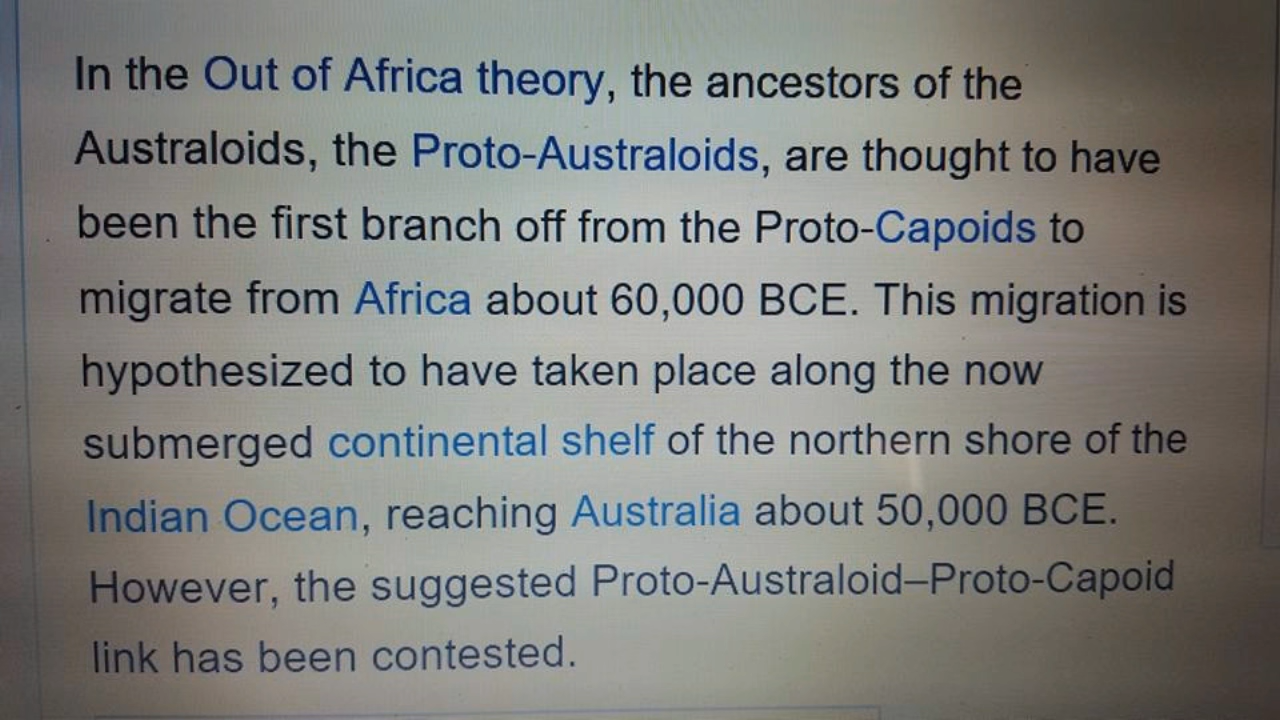 In the Out of Africa theory, the ancestors of the
Australoids, the Proto-Australoids, are thought to have
been the first branch off from the Proto-Capoids to
migrate from Africa about 60,000 BCE. This migration is
hypothesized to have taken place along the now
submerged continental shelf of the northern shore of the
Indian Ocean, reaching Australia about 50,000 BCE.
However, the suggested Proto-Australoid–Proto-Capoid
link has been contested.